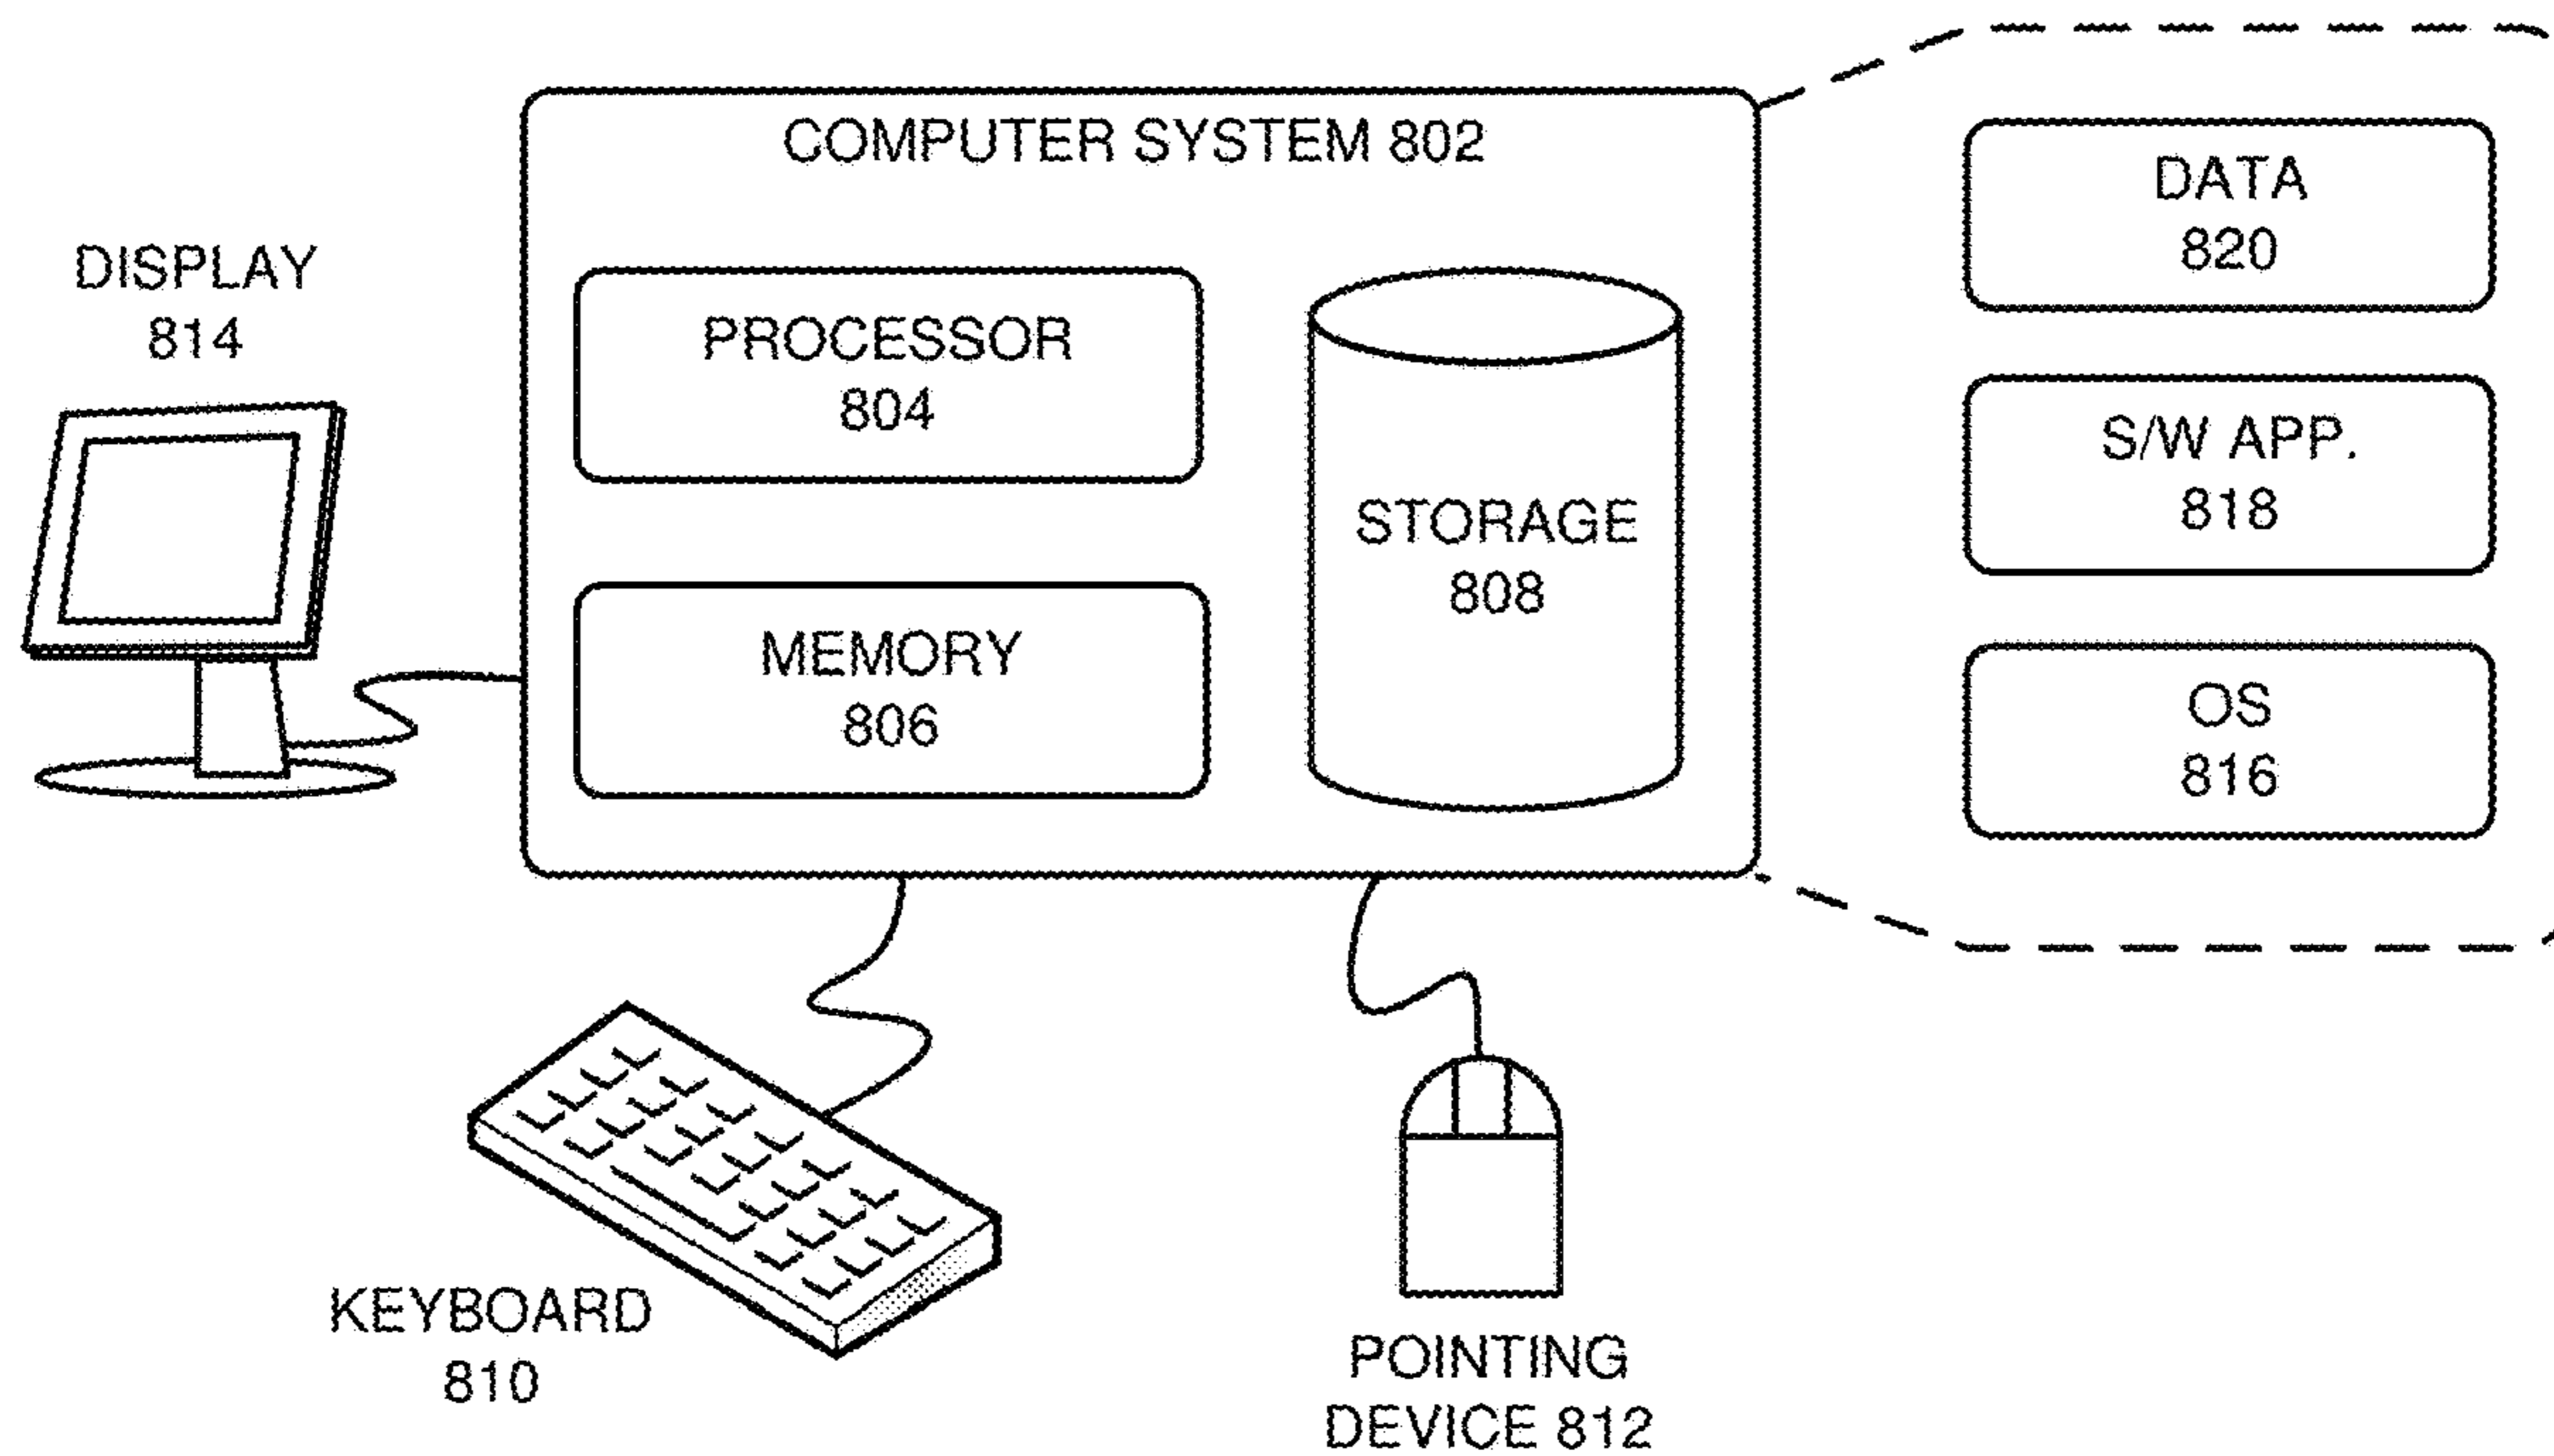 COMPUTER SYSTEM 802
DISPLAY
814
PROCESSOR
804
MEMORY
806
STORAGE
808
DATA
820
S/W APP.
818
OS
816
KEYBOARD
810
POINTING
DEVICE 812